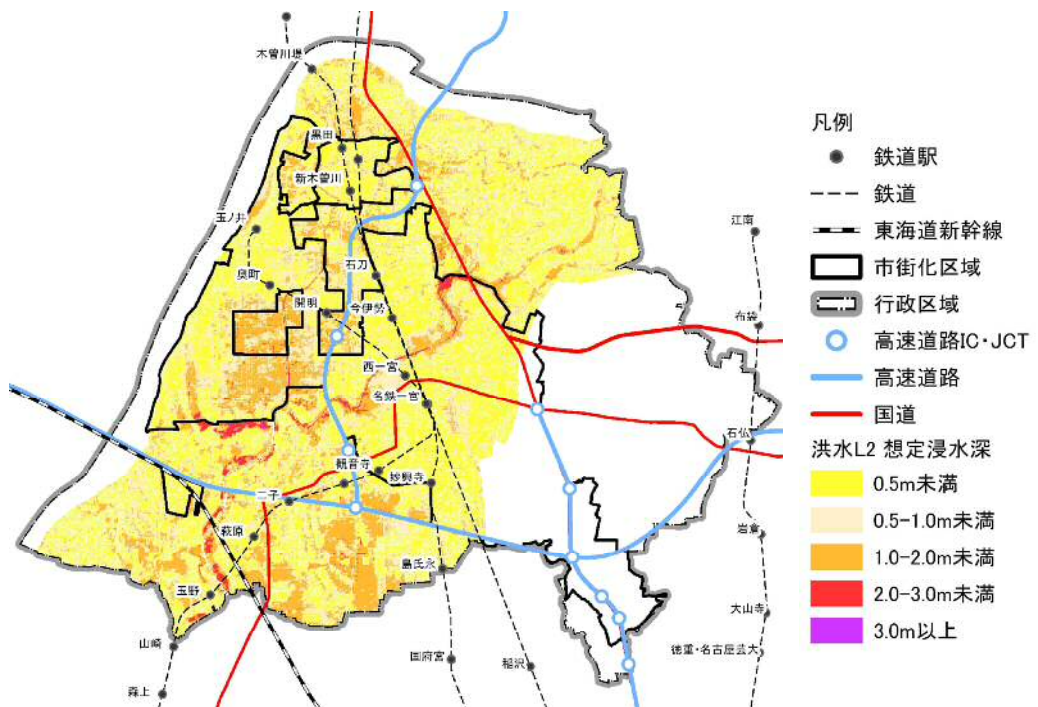 木曽川堤
黒田
新木曽川
玉ノ井
石刀
奥町
開明
今伊勢
西一宮
名鉄一宮
観音寺
妙興寺
二子
萩原
島氏永
玉野
山崎
森上
国府宮
稲沢
江南
布袋
石仏
岩倉
大山寺
徳重・名古屋芸大
凡例
鉄道駅
鉄道
東海道新幹線
市街化区域
行政区域
高速道路IC・JCT
高速道路
国道
洪水L2 想定浸水深
0.5m未満
0.5-1.0m未満
1.0-2.0m未満
2.0-3.0m未満
3.0m以上